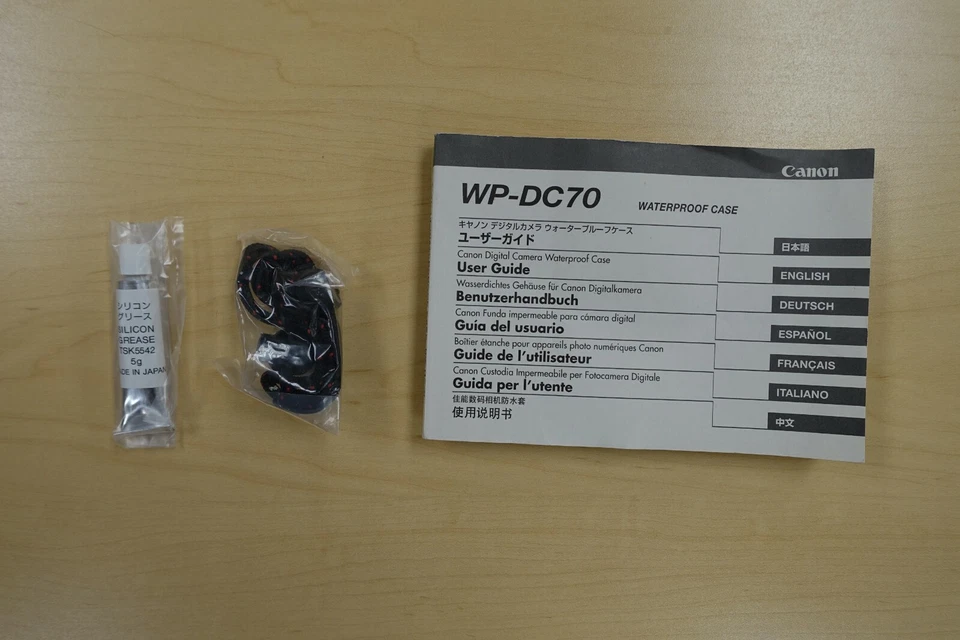 シリコン
グリース
SILICON
GREASE
TSK5542
5g
MADE IN JAPAN
Canon
WP-DC70 WATERPROOF CASE
キヤノン デジタルカメラ ウォータープルーフケース
ユーザーガイド
日本語
Canon Digital Camera Waterproof Case
User Guide
ENGLISH
Wasserdichtes Gehäuse für Canon Digitalkamera
Benutzerhandbuch
DEUTSCH
Canon Funda impermeable para cámara digital
Guía del usuario
ESPAÑOL
Boîtier étanche pour appareils photo numériques Canon
Guide de l'utilisateur
FRANÇAIS
Canon Custodia Impermeabile per Fotocamera Digitale
Guida per l'utente
ITALIANO
佳能数码相机防水套
使用说明书
中文